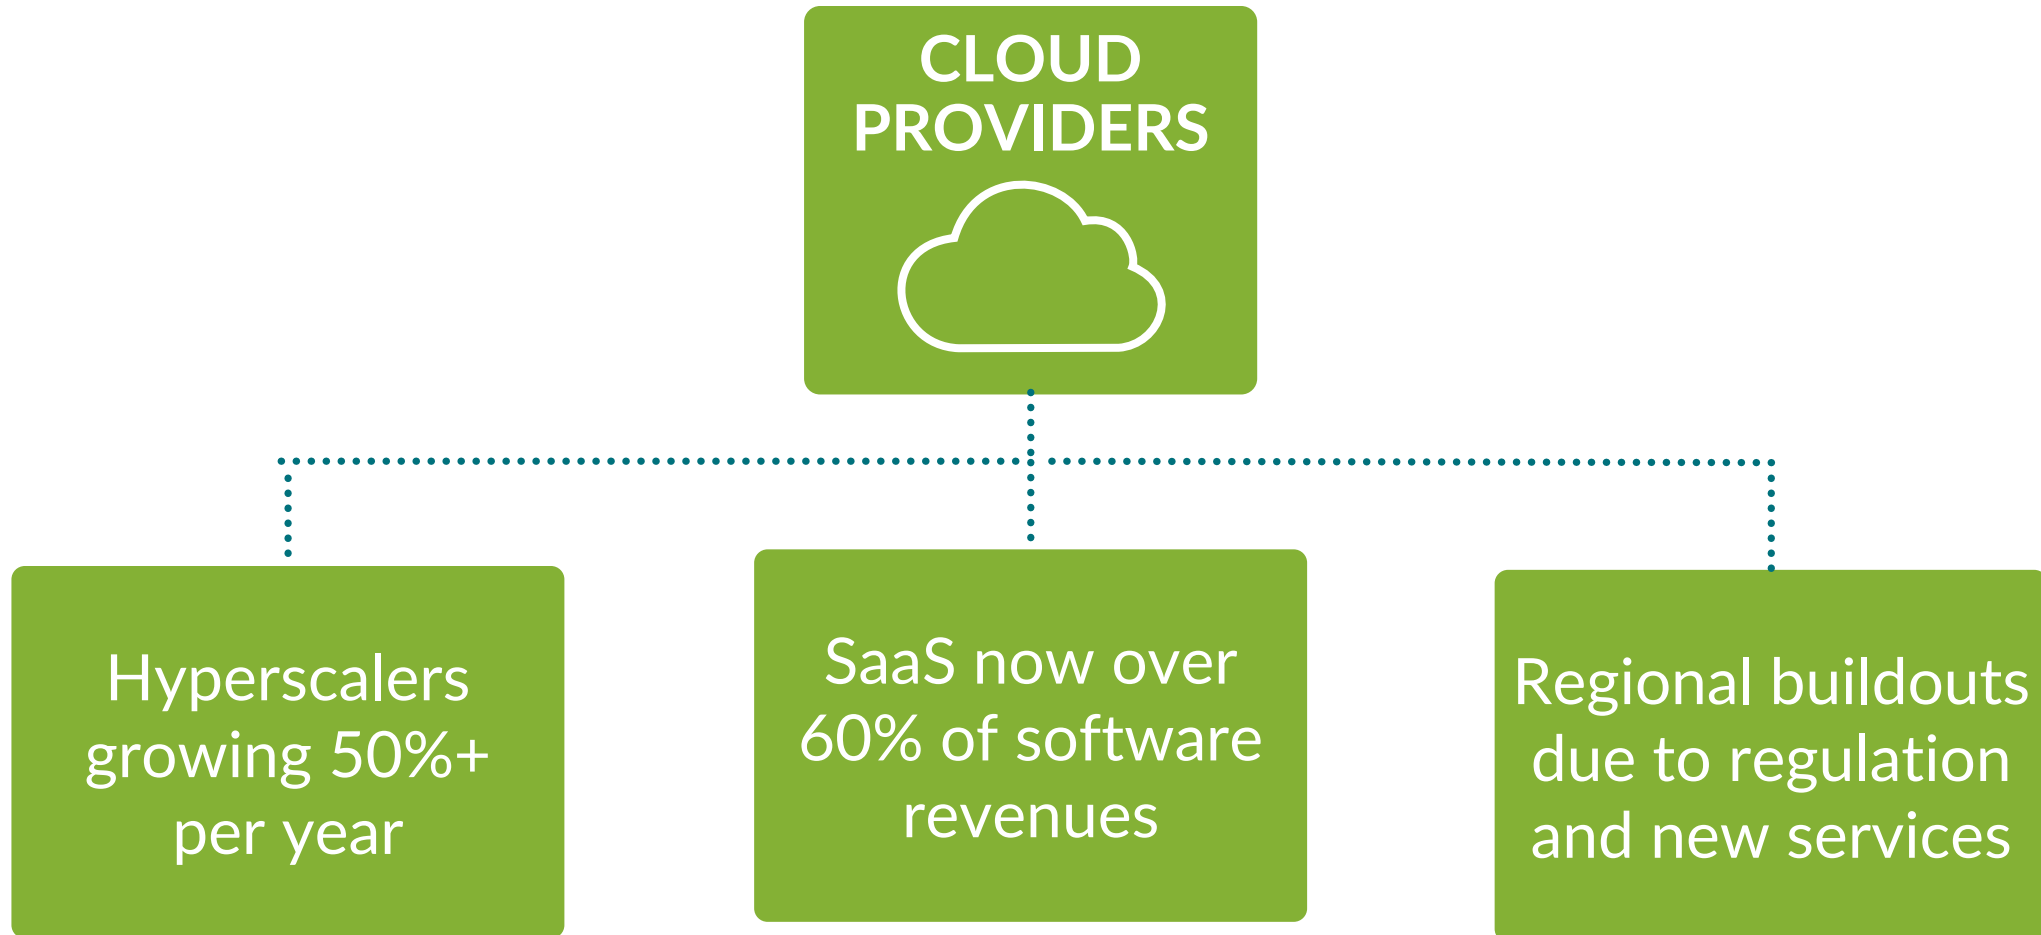 CLOUD
PROVIDERS
Hyperscalers
growing 50%+
per year
SaaS now over
60% of software
revenues
Regional buildouts
due to regulation
and new services